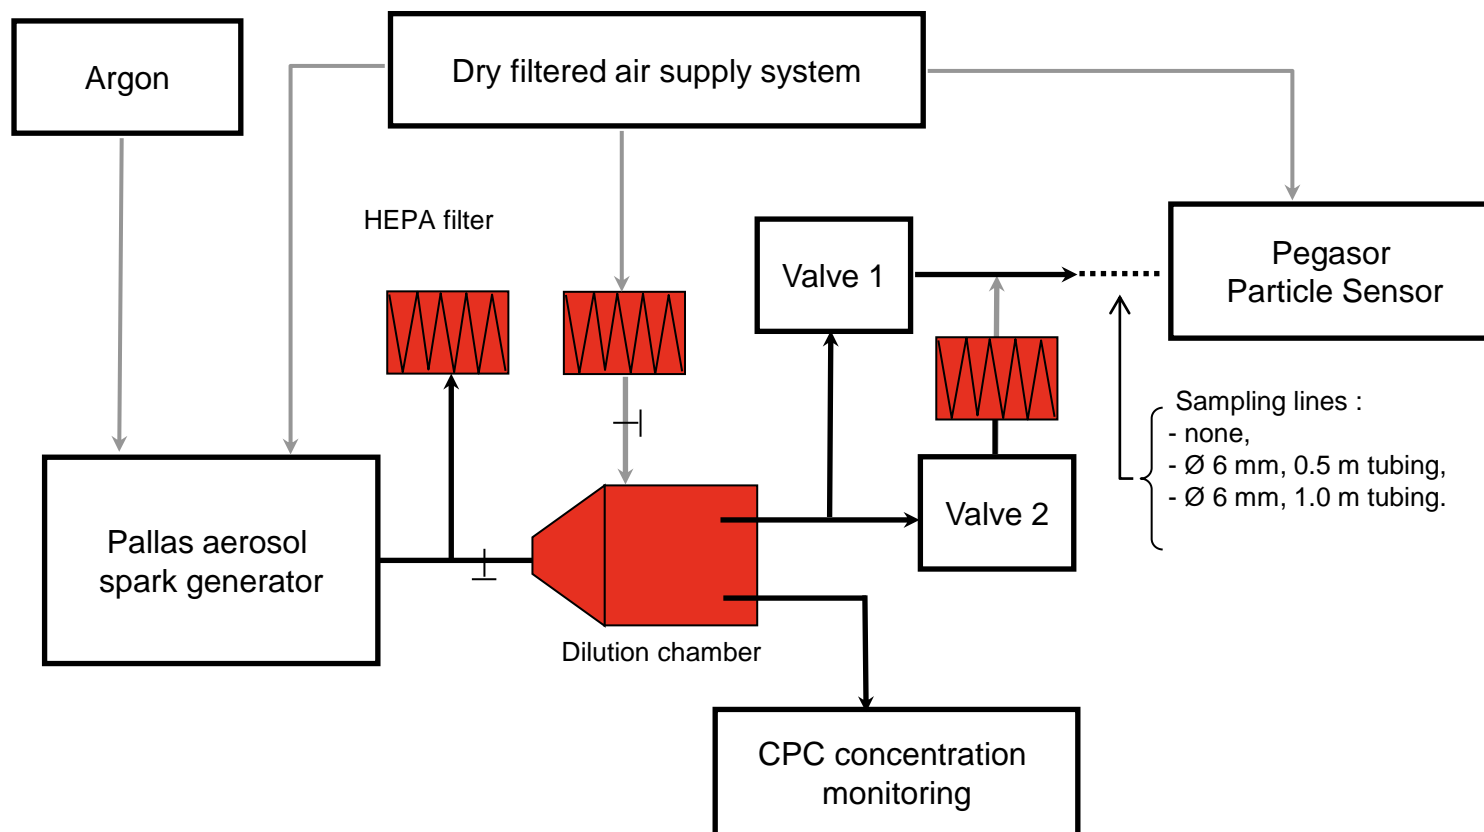 Argon
Dry filtered air supply system
HEPA filter
Valve 1
Pegasor
Particle Sensor
Sampling lines :
- none,
- Ø 6 mm, 0.5 m tubing,
- Ø 6 mm, 1.0 m tubing.
Valve 2
Pallas aerosol
spark generator
Dilution chamber
CPC concentration
monitoring